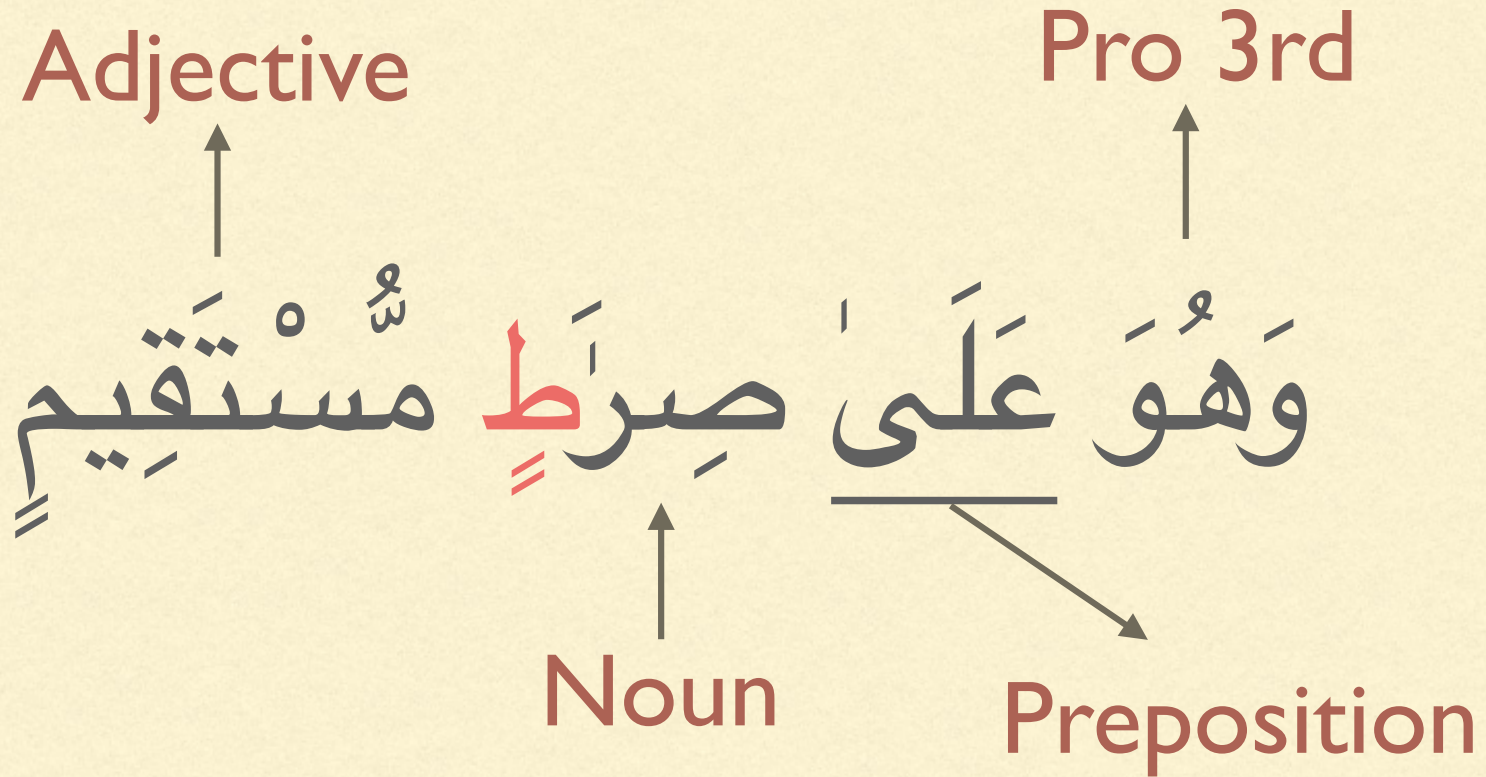 Adjective
Pro 3rd
وَهُوَ عَلَىٰ صِرَٰطٍ مُّسْتَقِيمٍ
Noun
Preposition